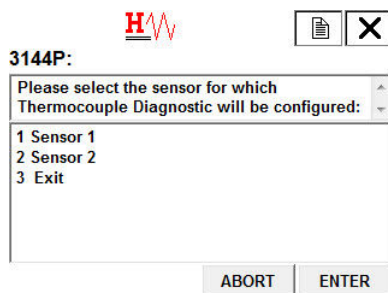 H
3144P:
Please select the sensor for which
Thermocouple Diagnostic will be configured:
1 Sensor 1
2 Sensor 2
3 Exit
ABORT ENTER